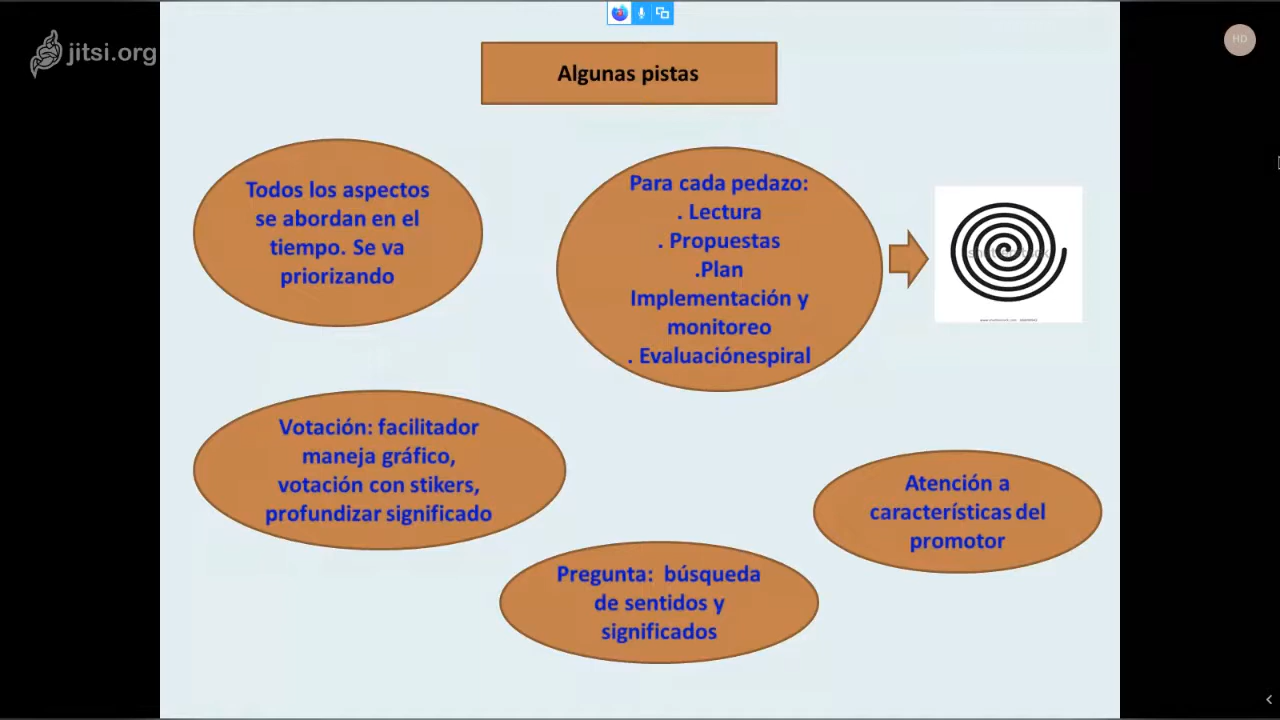 jitsi.org
HD
Algunas pistas
Todos los aspectos
se abordan en el
tiempo. Se va
priorizando
Para cada pedazo:
. Lectura
. Propuestas
.Plan
Implementación y
monitoreo
. Evaluaciónespiral
Votación: facilitador
maneja gráfico,
votación con stikers,
profundizar significado
Atención a
características del
promotor
Pregunta: búsqueda
de sentidos y
significados